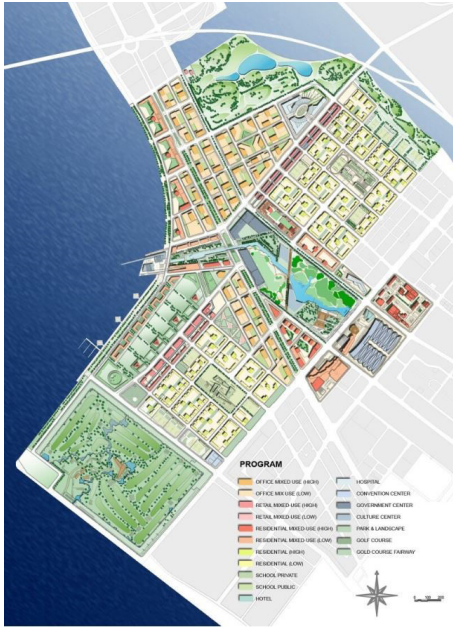 PROGRAM
OFFICE MIXED USE (HIGH)
OFFICE MIX USE (LOW)
RETAIL MIXED USE (HIGH)
RETAIL MIXED USE (LOW)
RESIDENTIAL MIXED USE (HIGH)
RESIDENTIAL MIXED-USE (LOW)
RESIDENTIAL (HIGH)
RESIDENTIAL (LOW)
SCHOOL PRIVATE
SCHOOL PUBLIC
HOTEL
HOSPITAL
CONVENTION CENTER
GOVERNMENT CENTER
CULTURE CENTER
PARK & LANDSCAPE
GOLF COURSE
GOLD COURSE FAIRWAY